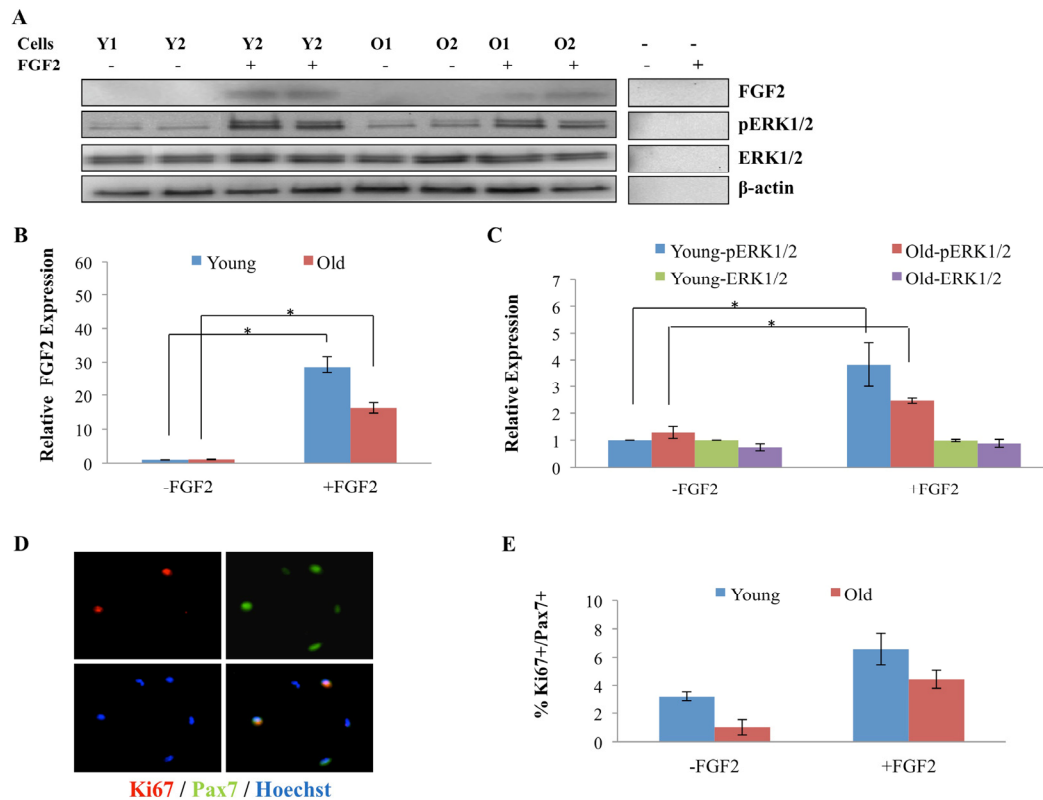 A
Cells Y1 Y2 Y2 Y2 O1 O2 O1 O2 - -
FGF2 - - + + - - + + - +
FGF2
pERK1/2
ERK1/2
β-actin
B
Young Old
Relative FGF2 Expression
60
50
40
30
20
10
0
* *
-FGF2 +FGF2
C
Young-pERK1/2 Old-pERK1/2
Young-ERK1/2 Old-ERK1/2
Relative Expression
7
6
5
4
3
2
1
0
* *
-FGF2 +FGF2
D
Ki67 / Pax7 / Hoechst
E
Young Old
% Ki67+/Pax7+
10
8
6
4
2
0
-FGF2 +FGF2